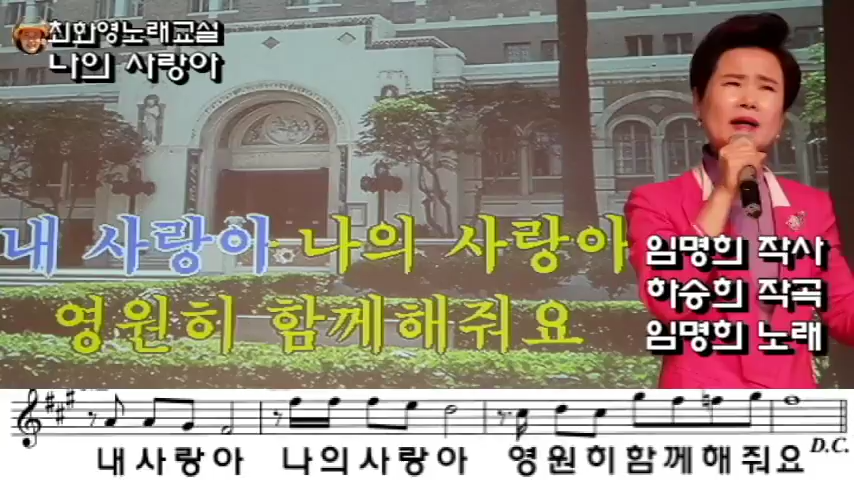 최화영노래교실
나의 사랑아
내 사랑아 나의 사랑아
영원히 함께해줘요
임명희 작사
하승희 작곡
임명희 노래
내 사 랑 아 나 의 사 랑 아 영 원 히 함 께 해 줘 요 D.C.